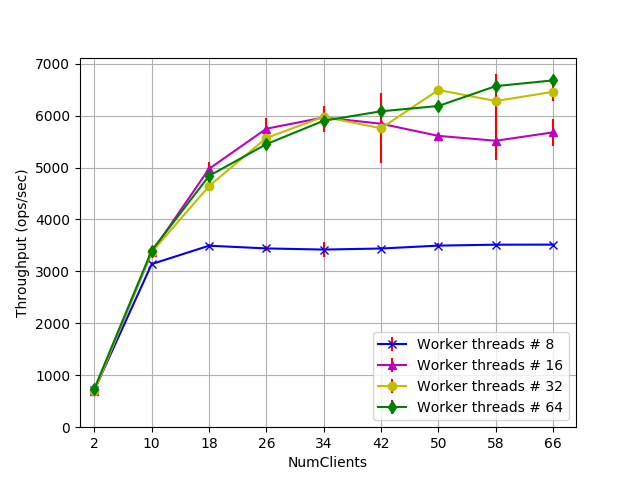 Throughput (ops/sec)
7000
6000
5000
4000
3000
2000
1000
0
Worker threads # 8
Worker threads # 16
Worker threads # 32
Worker threads # 64
2 10 18 26 34 42 50 58 66
NumClients